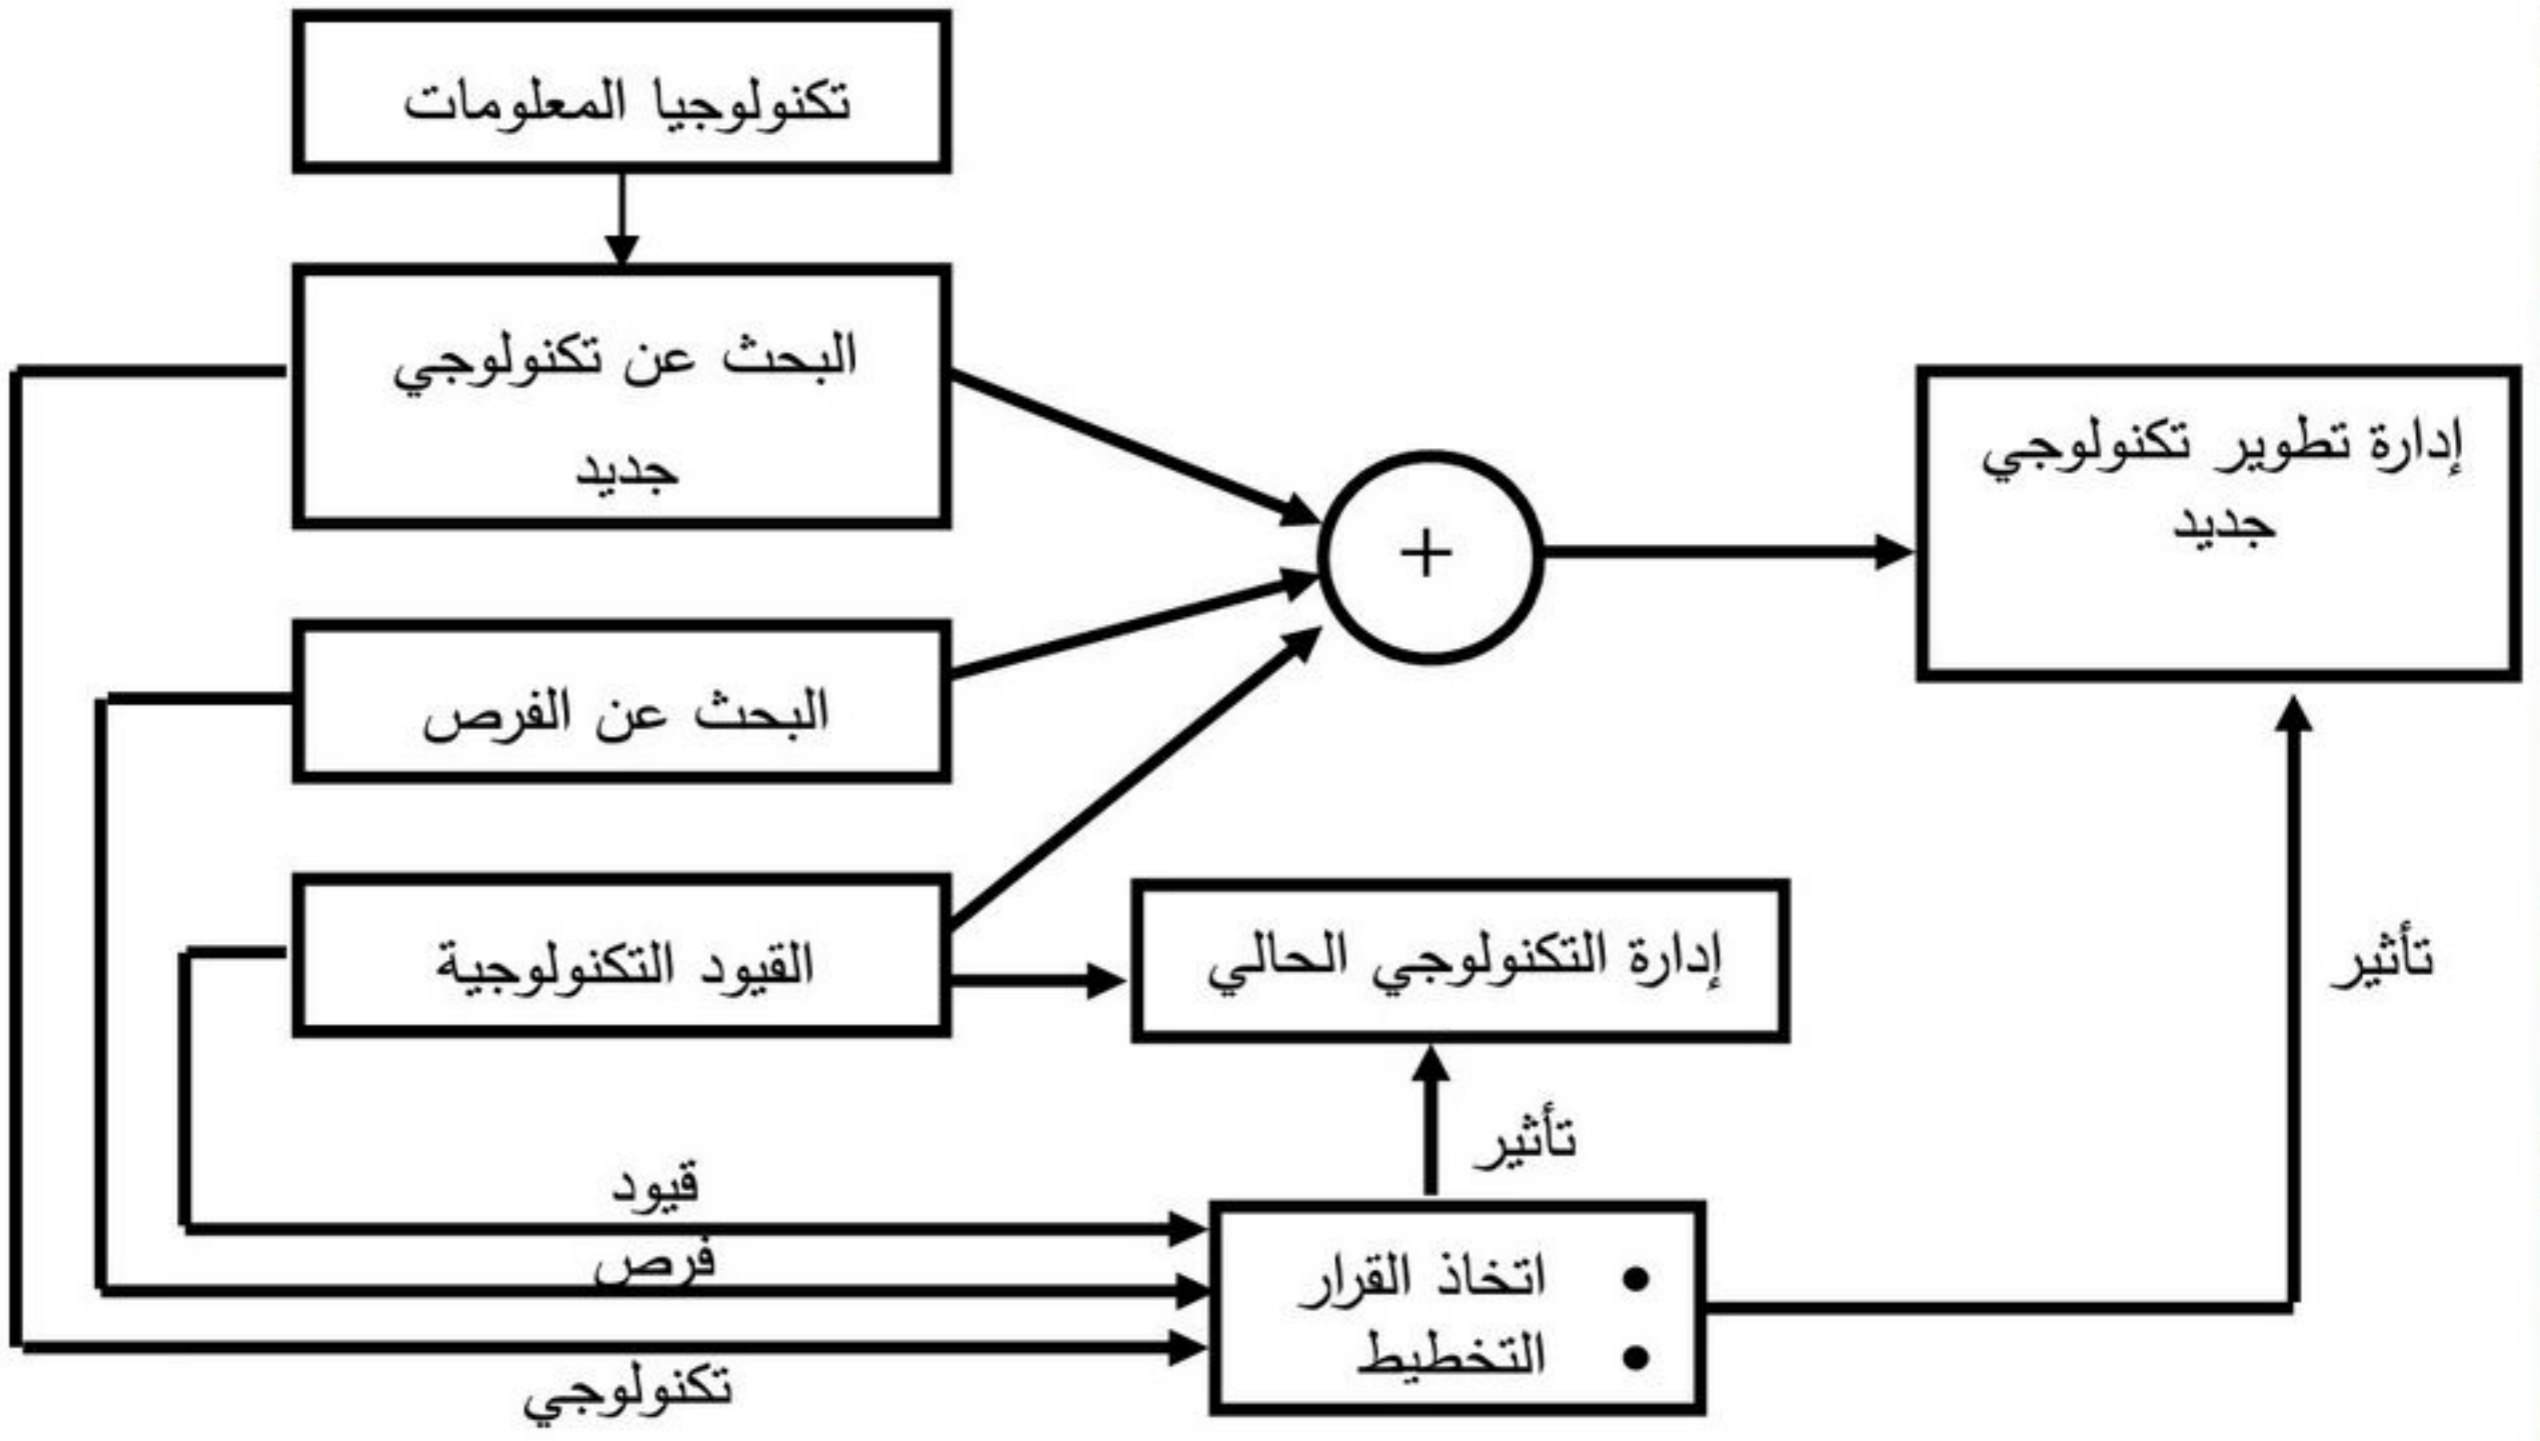 تكنولوجيا المعلومات
البحث عن تكنولوجي
جديد
إدارة تطوير تكنولوجي
جديد
+
البحث عن الفرص
القيود التكنولوجية
إدارة التكنولوجي الحالي
تأثير
تأثير
قيود
فرص
تكنولوجي
• اتخاذ القرار
• التخطيط